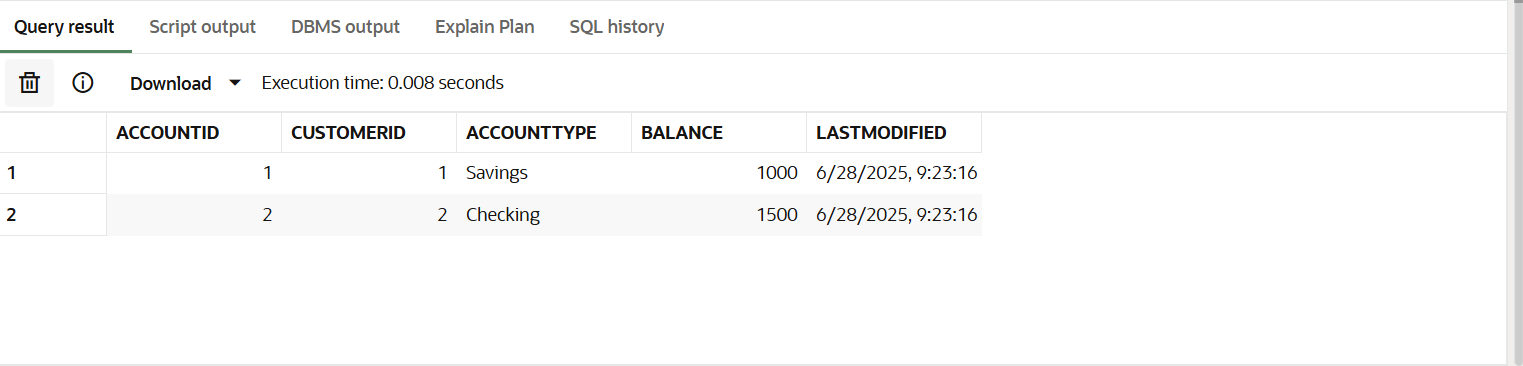 Query result Script output DBMS output Explain Plan SQL history
Download Execution time: 0.008 seconds
ACCOUNTID CUSTOMERID ACCOUNTTYPE BALANCE LASTMODIFIED
1 1 1 Savings 1000 6/28/2025, 9:23:16
2 2 2 Checking 1500 6/28/2025, 9:23:16